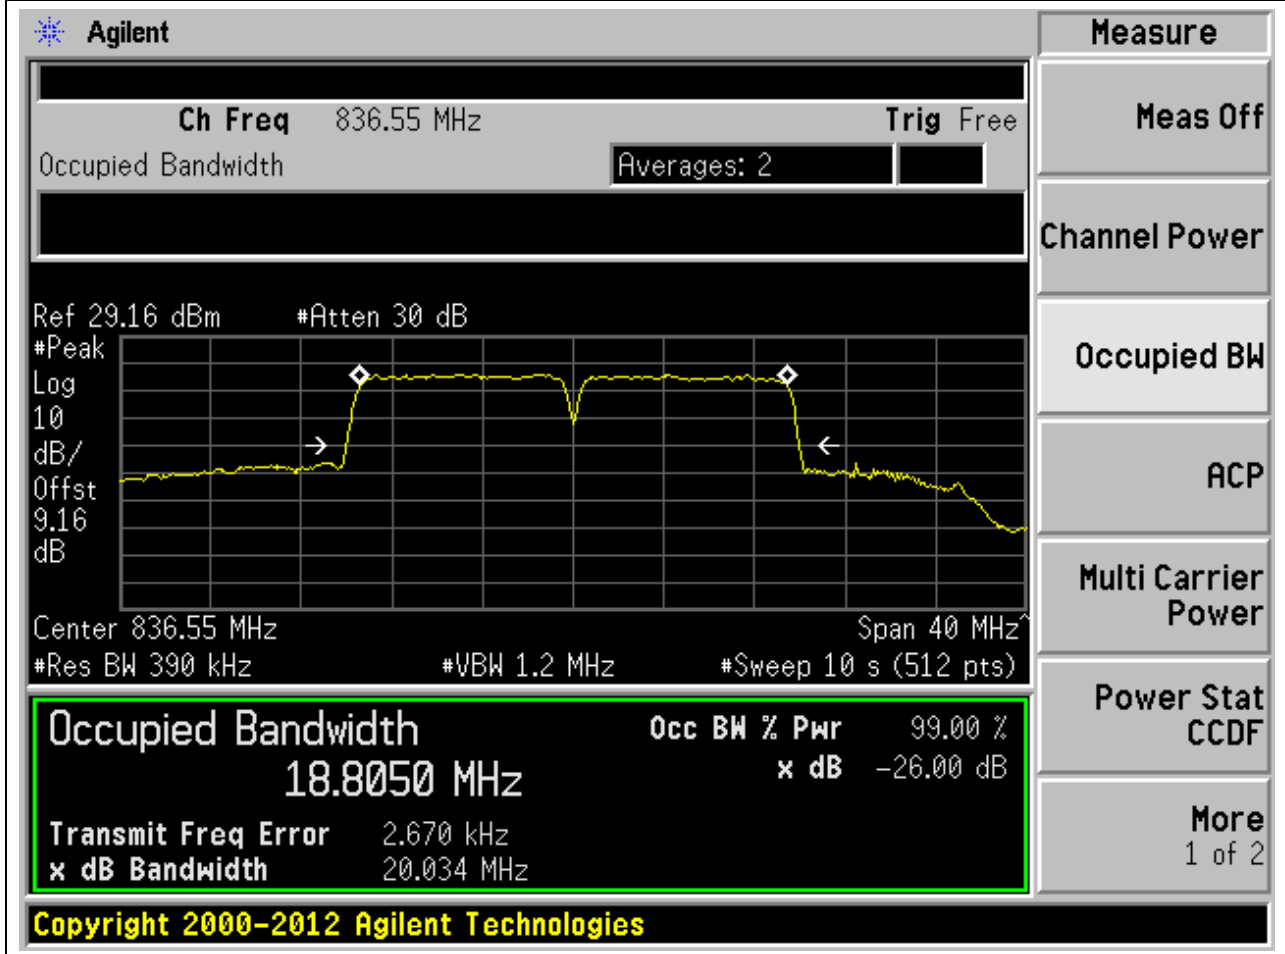 Agilent
Measure
Ch Freq 836.55 MHz Trig Free
Occupied Bandwidth Averages: 2
Meas Off
Channel Power
Occupied BW
ACP
Multi Carrier
Power
Power Stat
CCDF
More
1 of 2
Ref 29.16 dBm #Atten 30 dB
#Peak
Log
10
dB/
Offst
9.16
dB
Center 836.55 MHz Span 40 MHz^
#Res BW 390 kHz #VBW 1.2 MHz #Sweep 10 s (512 pts)
Occupied Bandwidth
18.8050 MHz
Occ BW % Pwr 99.00 %
x dB -26.00 dB
Transmit Freq Error 2.670 kHz
x dB Bandwidth 20.034 MHz
Copyright 2000-2012 Agilent Technologies